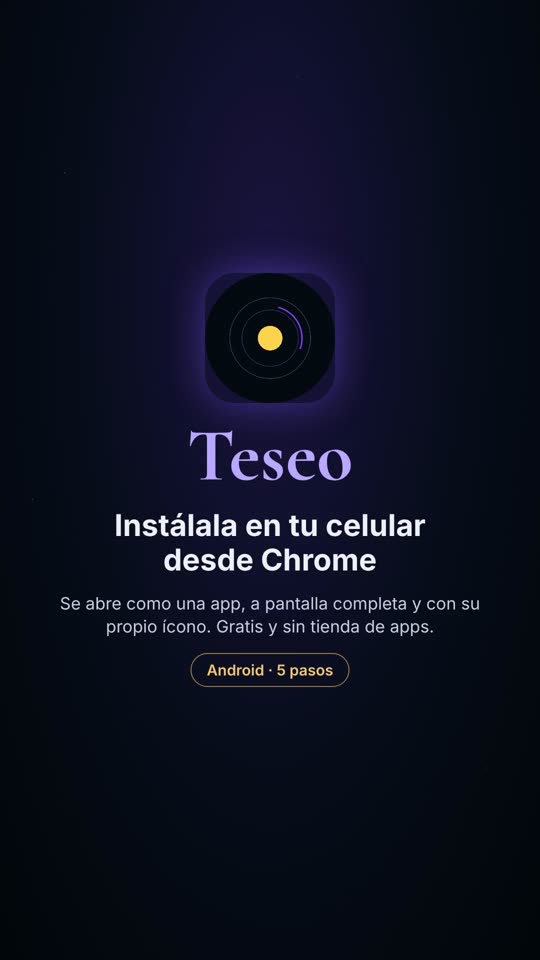 Teseo
Instálala en tu celular
desde Chrome
Se abre como una app, a pantalla completa y con su
propio ícono. Gratis y sin tienda de apps.
Android · 5 pasos